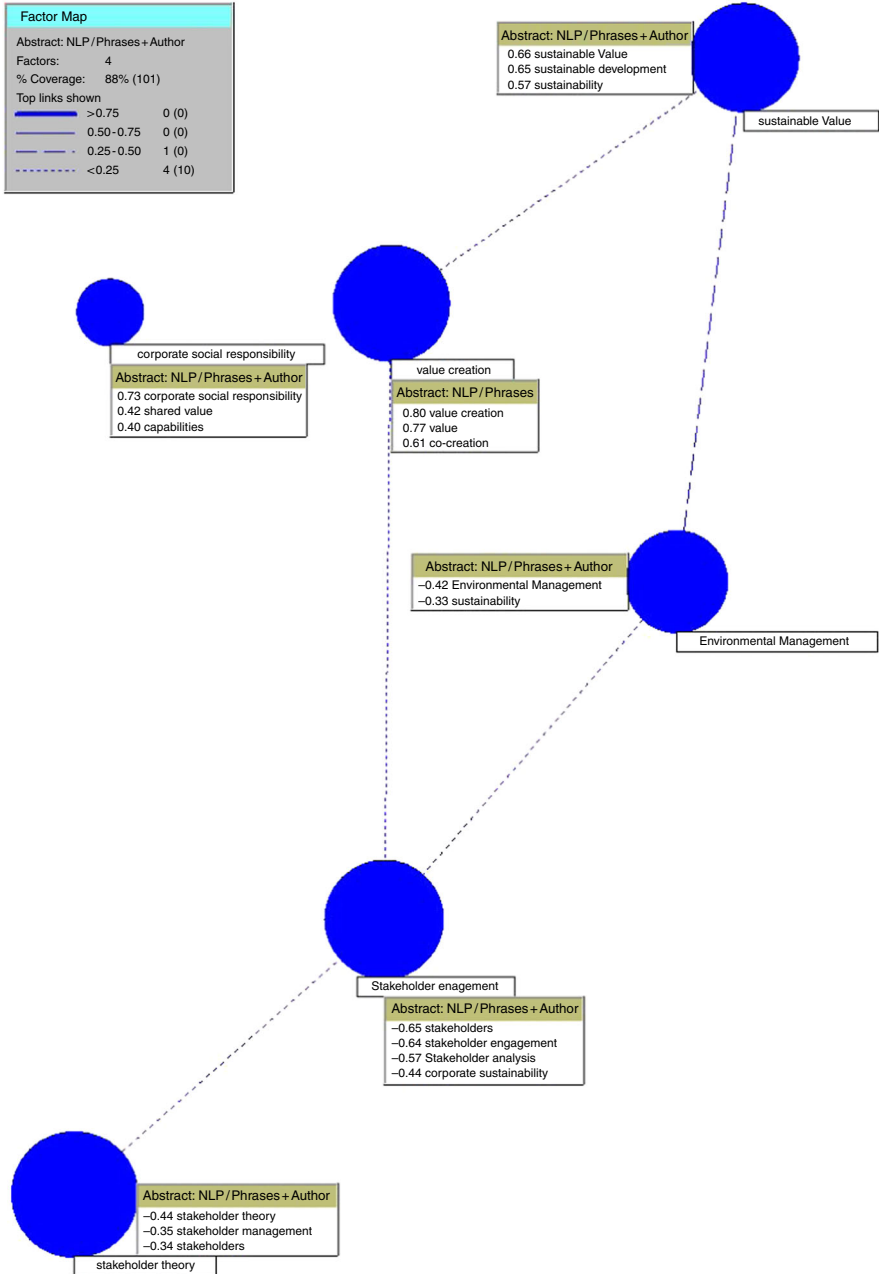 Factor Map
Abstract: NLP/Phrases+Author
Factors: 4
% Coverage: 88% (101)
Top links shown
>0.75 0 (0)
0.50-0.75 0 (0)
0.25-0.50 1 (0)
<0.25 4 (10)
Abstract: NLP/Phrases+Author
0.66 sustainable Value
0.65 sustainable development
0.57 sustainability
sustainable Value
corporate social responsibility
Abstract: NLP/Phrases+Author
0.73 corporate social responsibility
0.42 shared value
0.40 capabilities
value creation
Abstract: NLP/Phrases
0.80 value creation
0.77 value
0.61 co-creation
Abstract: NLP/Phrases+Author
–0.42 Environmental Management
–0.33 sustainability
Environmental Management
Stakeholder enagement
Abstract: NLP/Phrases+Author
–0.65 stakeholders
–0.64 stakeholder engagement
–0.57 Stakeholder analysis
–0.44 corporate sustainability
Abstract: NLP/Phrases+Author
–0.44 stakeholder theory
–0.35 stakeholder management
–0.34 stakeholders
stakeholder theory